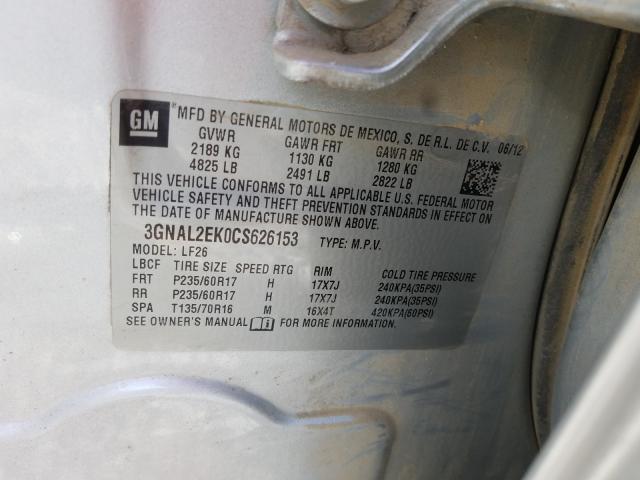 GM
MFD BY GENERAL MOTORS DE MEXICO, S. DE R.L. DE C.V. 06/12
GVWR GAWR FRT GAWR RR
2189 KG 1130 KG 1280 KG
4825 LB 2491 LB 2822 LB
THIS VEHICLE CONFORMS TO ALL APPLICABLE U.S. FEDERAL MOTOR
VEHICLE SAFETY AND THEFT PREVENTION STANDARDS IN EFFECT ON
THE DATE OF MANUFACTURE SHOWN ABOVE.
3GNAL2EK0CS626153 TYPE: M.P.V.
MODEL: LF26
LBCF TIRE SIZE SPEED RTG RIM COLD TIRE PRESSURE
FRT P235/60R17 H 17X7J 240KPA(35PSI)
RR P235/60R17 H 17X7J 240KPA(35PSI)
SPA T135/70R16 M 16X4T 420KPA(60PSI)
SEE OWNER'S MANUAL FOR MORE INFORMATION.